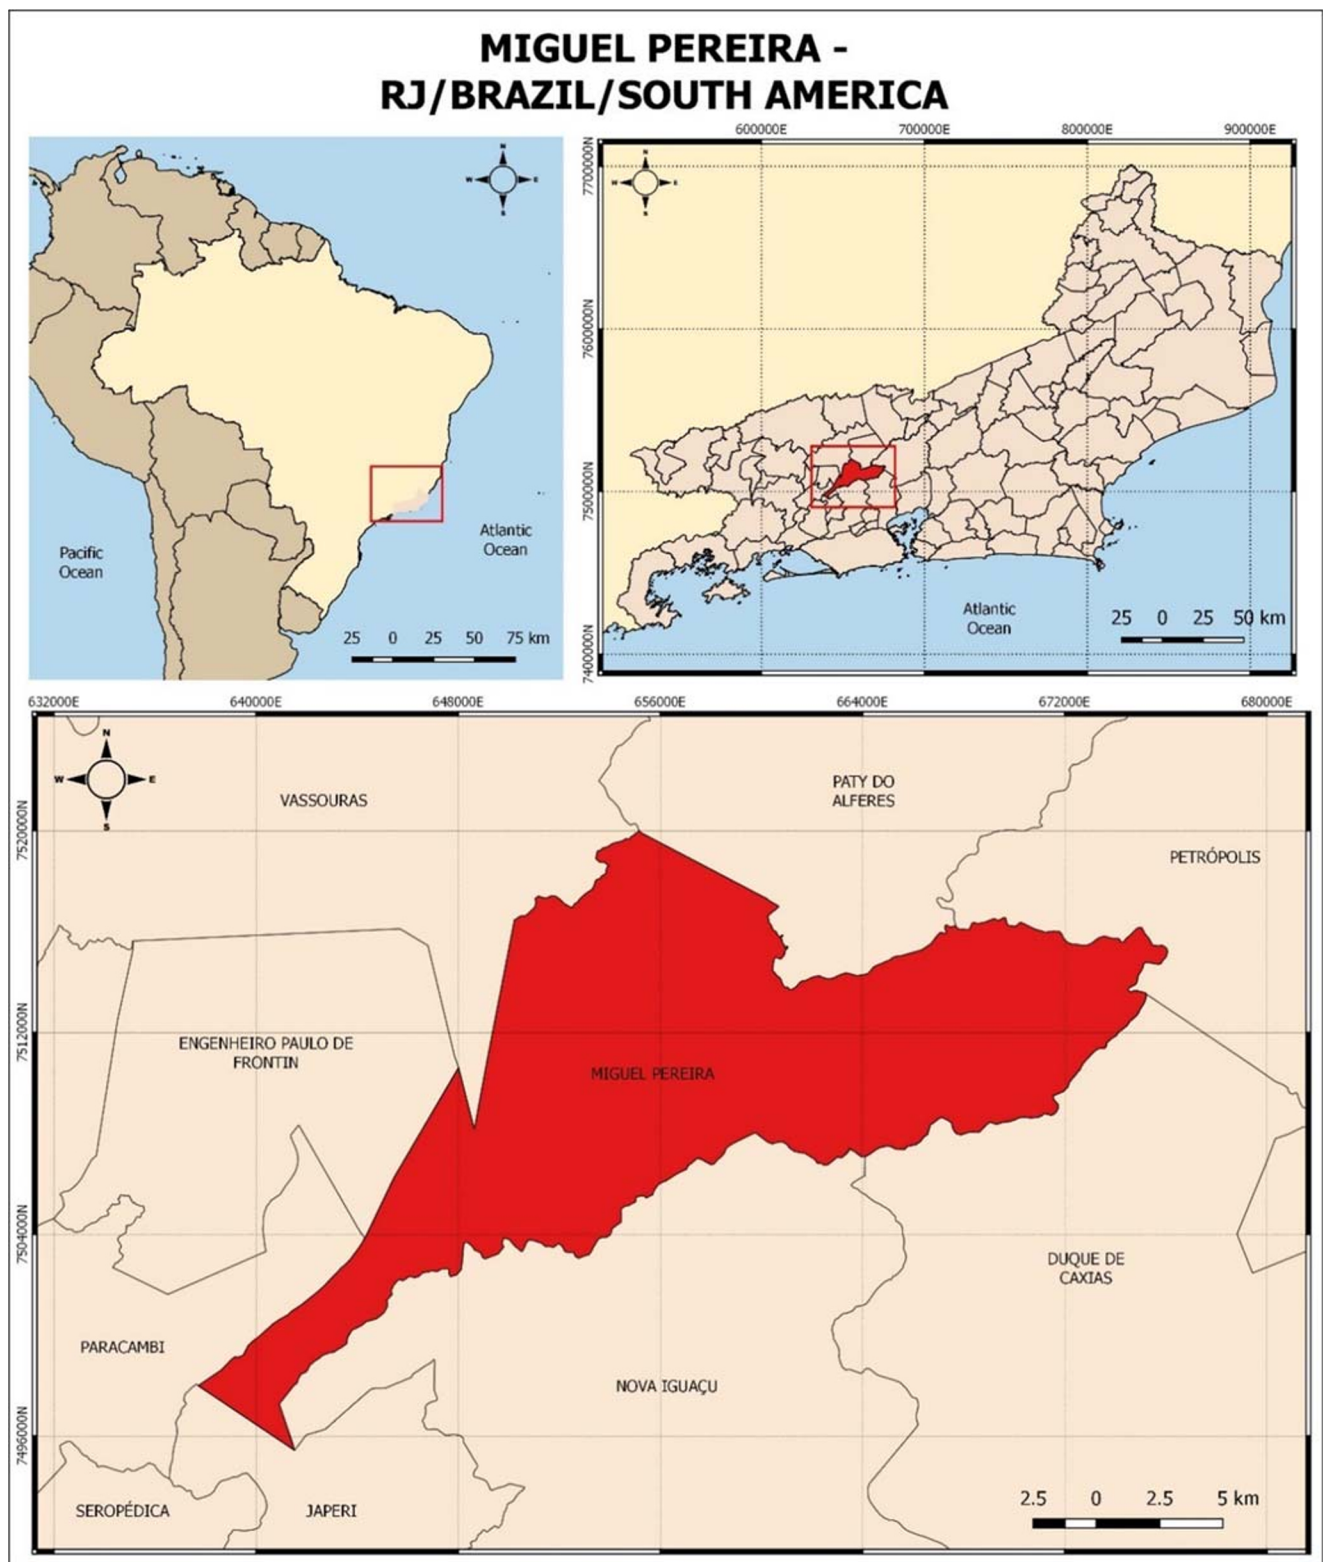 MIGUEL PEREIRA -
RJ/BRAZIL/SOUTH AMERICA
N
W E
S
Pacific
Ocean
Atlantic
Ocean
25 0 25 50 75 km
600000E 700000E 800000E 900000E
7700000N
7600000N
7500000N
7400000N
N
W E
S
Atlantic
Ocean
25 0 25 50 km
632000E 640000E 648000E 656000E 664000E 672000E 680000E
7520000N
7512000N
7504000N
7496000N
N
W E
S
VASSOURAS
PATY DO
ALFERES
PETRÓPOLIS
ENGENHEIRO PAULO DE
FRONTIN
MIGUEL PEREIRA
DUQUE DE
CAXIAS
PARACAMBI
NOVA IGUAÇU
SEROPÉDICA
JAPERI
2.5 0 2.5 5 km